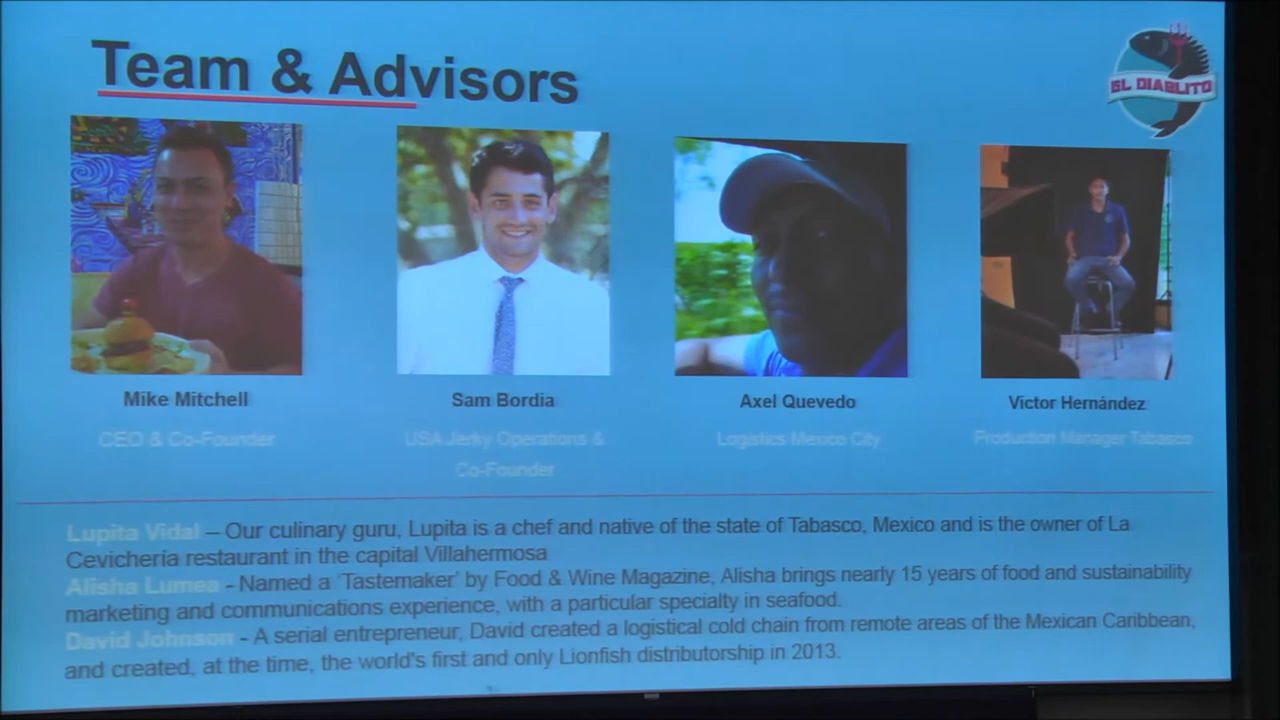 Team & Advisors
EL DIABLITO
Mike Mitchell
Sam Bordia
Axel Quevedo
Victor Hernández
CEO & Co-Founder
USA Jerky Operations &
Co-Founder
Logistics Mexico City
Production Manager Tabasco
Lupita Vidal – Our culinary guru, Lupita is a chef and native of the state of Tabasco, Mexico and is the owner of La
Cevichería restaurant in the capital Villahermosa
Alisha Lumea - Named a 'Tastemaker' by Food & Wine Magazine, Alisha brings nearly 15 years of food and sustainability
marketing and communications experience, with a particular specialty in seafood.
David Johnson - A serial entrepreneur, David created a logistical cold chain from remote areas of the Mexican Caribbean,
and created, at the time, the world's first and only Lionfish distributorship in 2013.